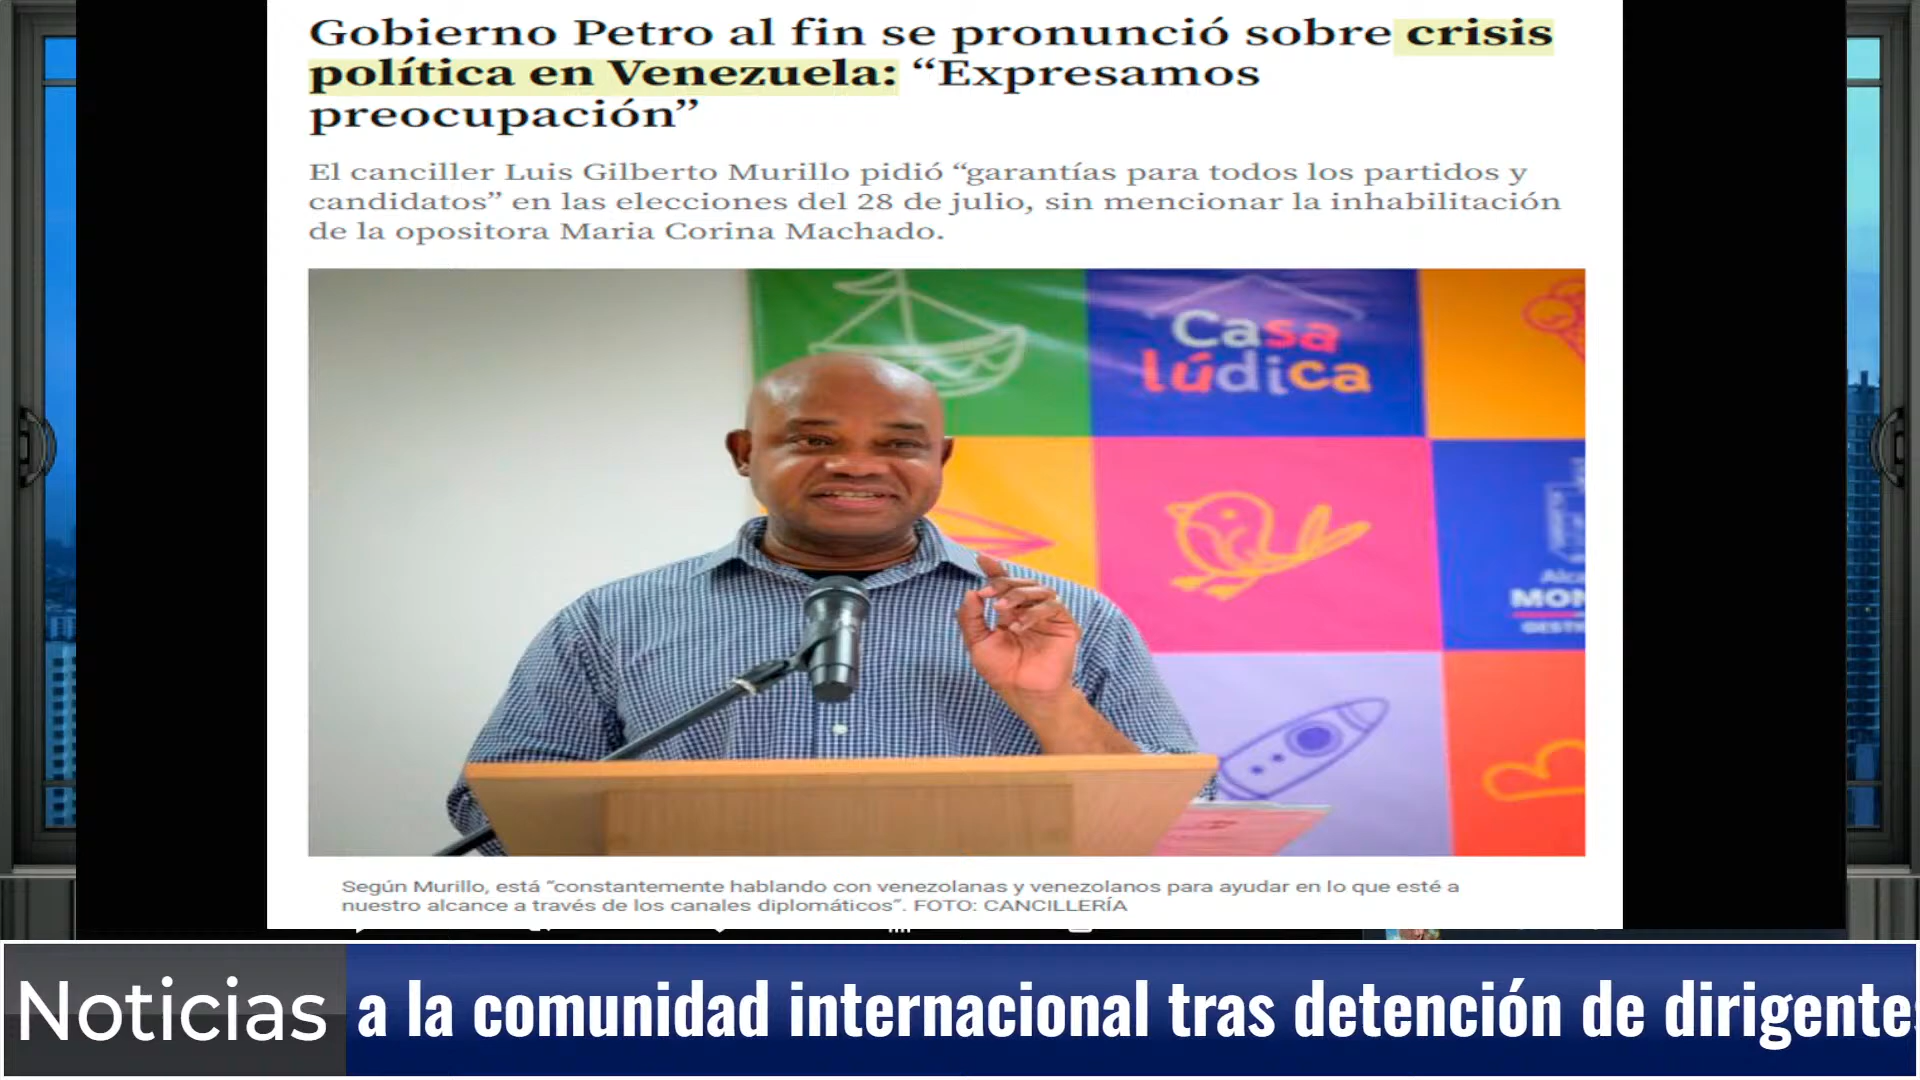 Gobierno Petro al fin se pronunció sobre crisis
política en Venezuela: “Expresamos
preocupación”
El canciller Luis Gilberto Murillo pidió “garantías para todos los partidos y
candidatos” en las elecciones del 28 de julio, sin mencionar la inhabilitación
de la opositora Maria Corina Machado.
Casa
lúdica
Según Murillo, está “constantemente hablando con venezolanas y venezolanos para ayudar en lo que esté a
nuestro alcance a través de los canales diplomáticos”. FOTO: CANCILLERÍA
Noticias
a la comunidad internacional tras detención de dirigentes